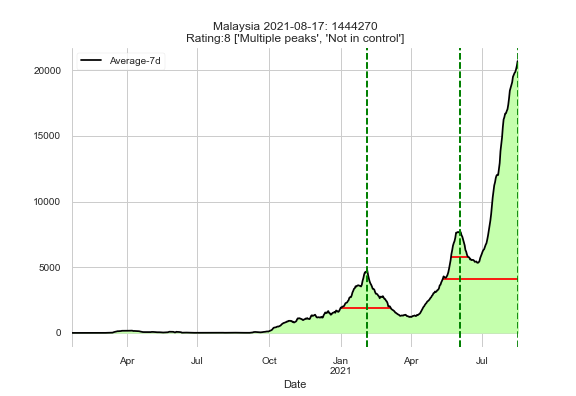 Malaysia 2021-08-17: 1444270
Rating:8 ['Multiple peaks', 'Not in control']
Average-7d
20000
15000
10000
5000
0
Apr
Jul
Oct
Jan
2021
Apr
Jul
Date